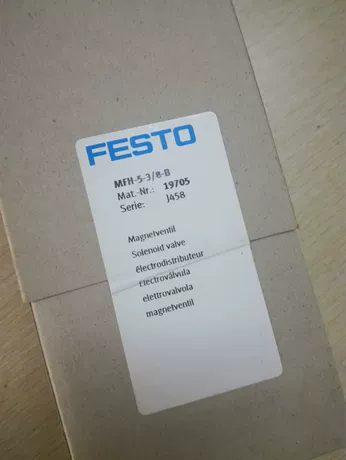 FESTO
MFH-5-3/8-B
Mat.-Nr.: 19705
Serie: J458
Magnetventil
Solenoid valve
électrodistributeur
Electroválvula
elettrovalvola
magnetventil